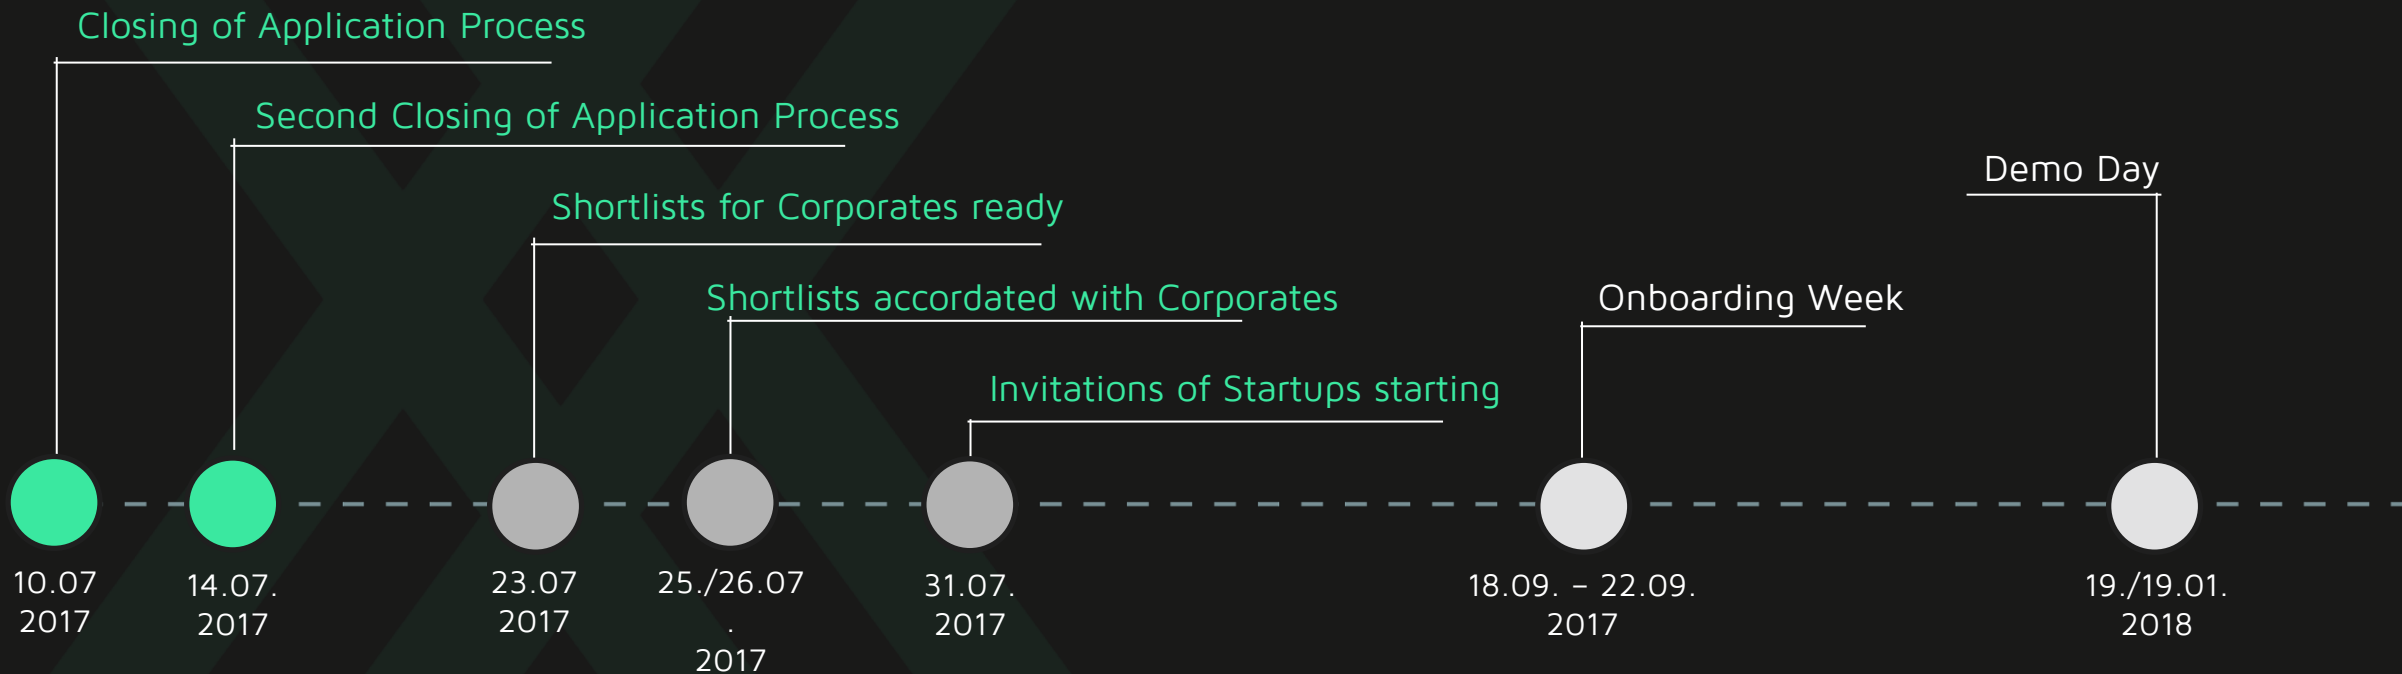 Closing of Application Process
Second Closing of Application Process
Shortlists for Corporates ready
Shortlists accordated with Corporates
Invitations of Startups starting
Onboarding Week
Demo Day
10.07
2017
14.07.
2017
23.07
2017
25./26.07
.
2017
31.07.
2017
18.09. – 22.09.
2017
19./19.01.
2018